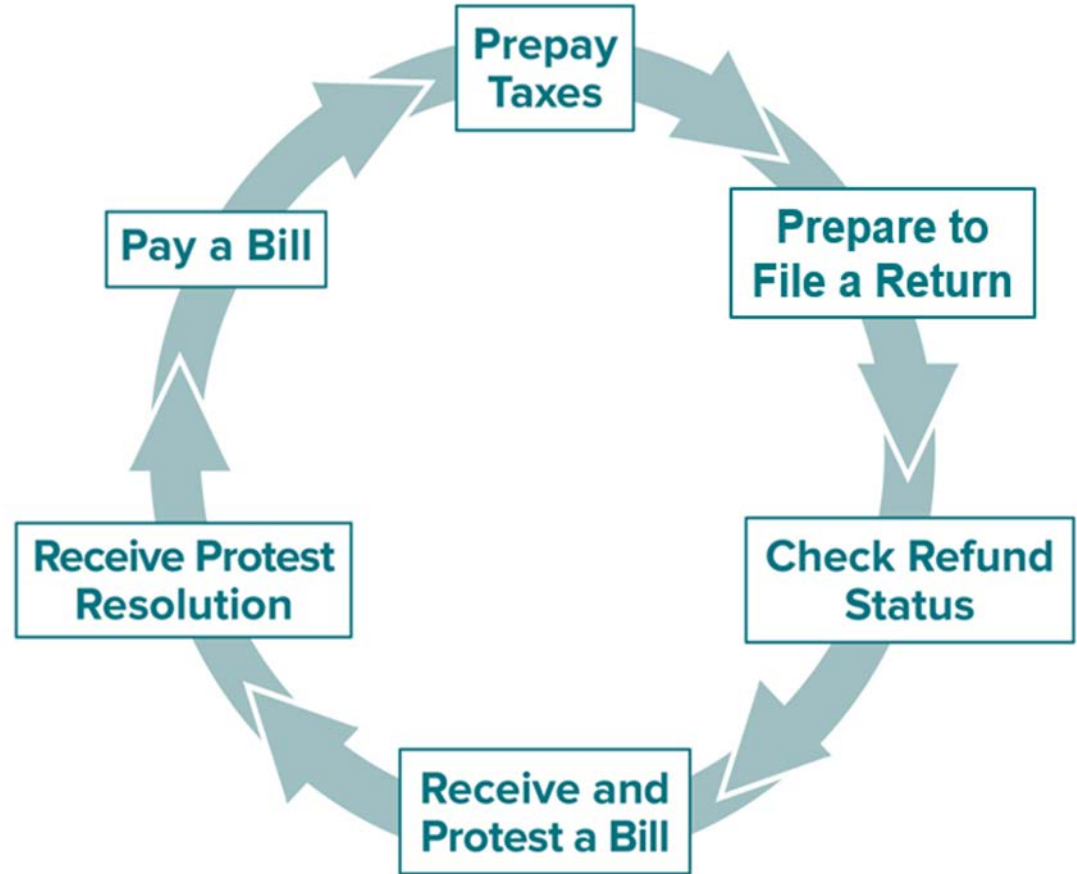 Prepay
Taxes
Prepare to
File a Return
Check Refund
Status
Receive and
Protest a Bill
Receive Protest
Resolution
Pay a Bill